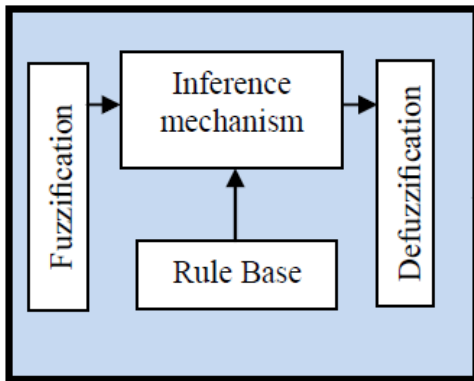 Fuzzification
Inference
mechanism
Rule Base
Defuzzification